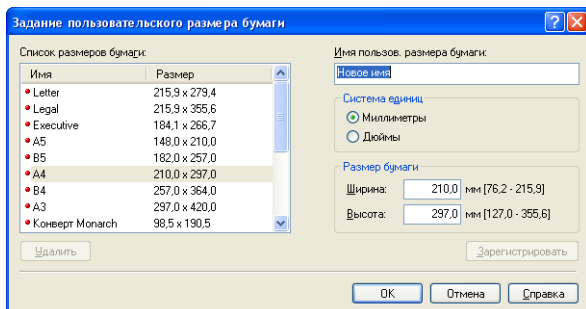 Задание пользовательского размера бумаги
Список размеров бумаги:
Имя Размер
Letter 215,9 x 279,4
Legal 215,9 x 355,6
Executive 184,1 x 266,7
A5 148,0 x 210,0
B5 182,0 x 257,0
A4 210,0 x 297,0
B4 257,0 x 364,0
A3 297,0 x 420,0
Конверт Monarch 98,5 x 190,5
Удалить
Имя пользов. размера бумаги:
Новое имя
Система единиц
Миллиметры
Дюймы
Размер бумаги
Ширина: 210,0 мм [76,2 - 215,9]
Высота: 297,0 мм [127,0 - 355,6]
Зарегистрировать
OK Отмена Справка